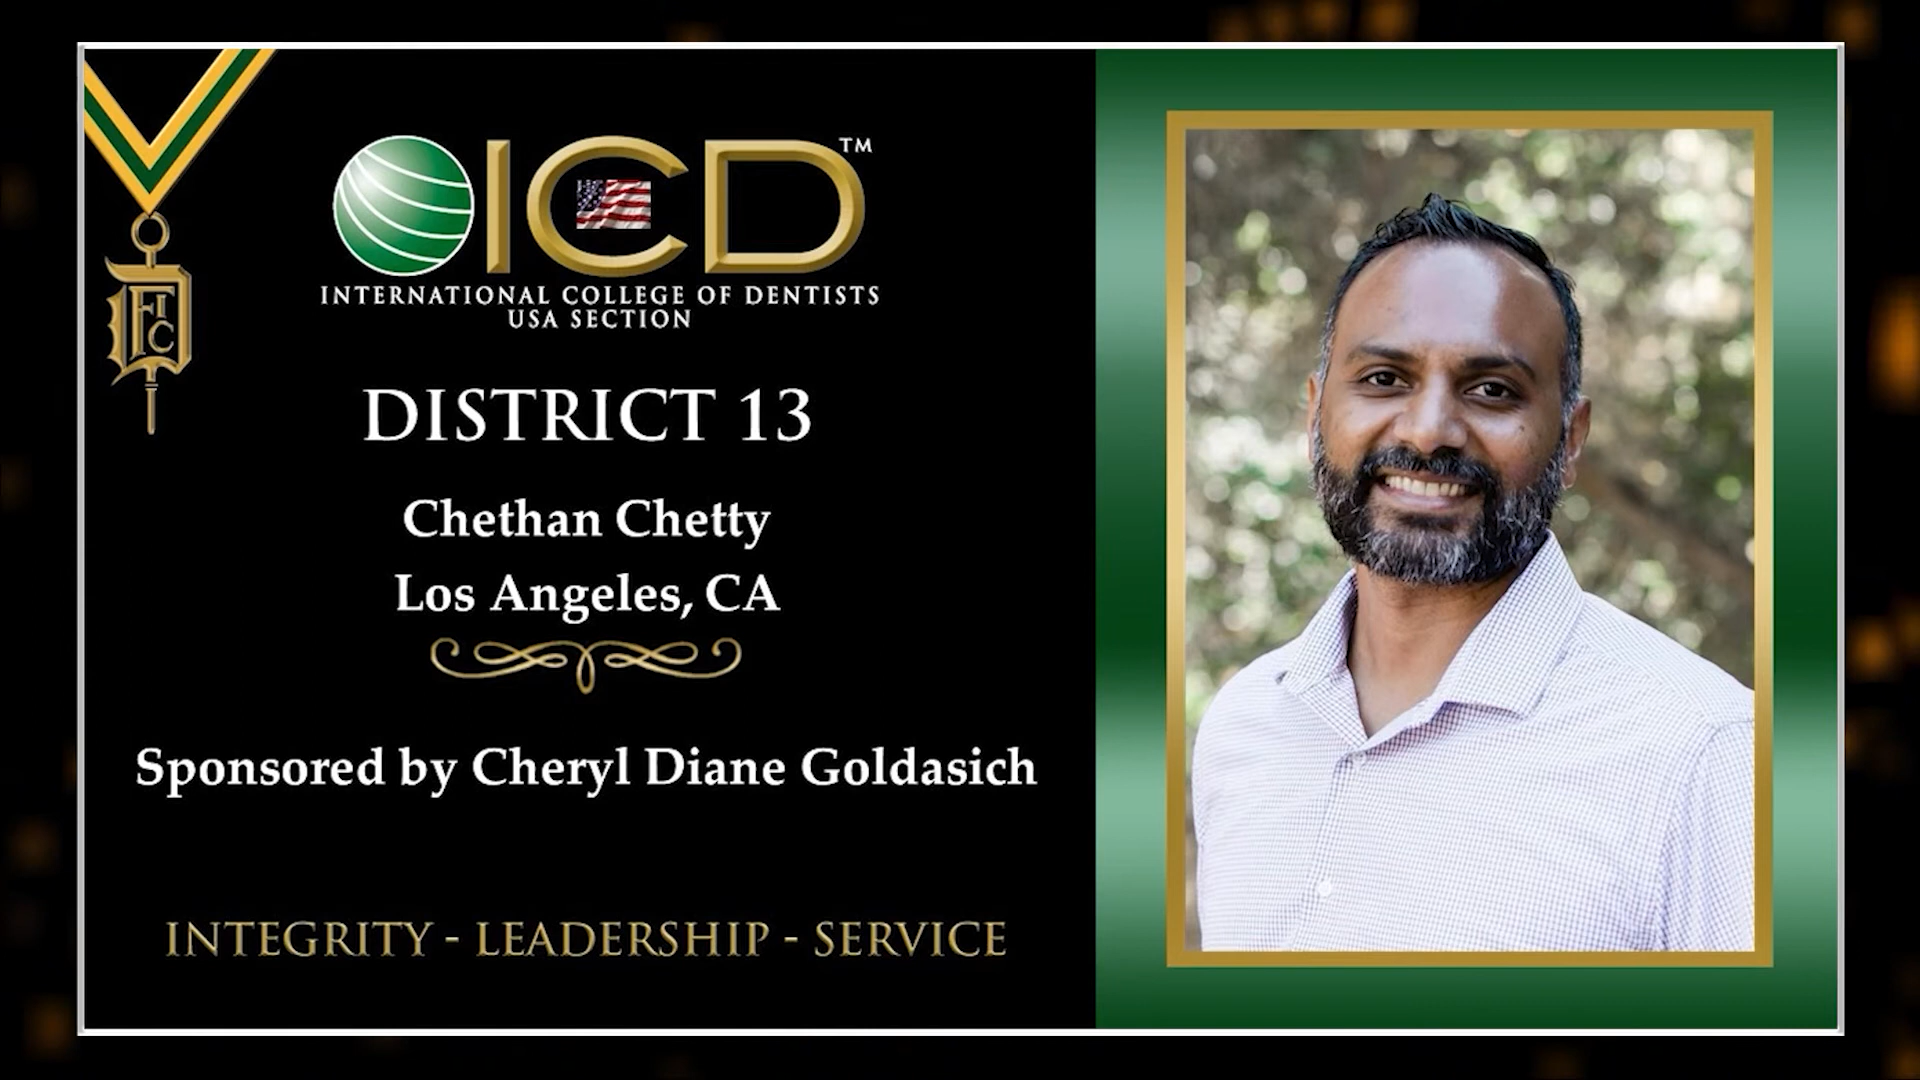 ICD™
INTERNATIONAL COLLEGE OF DENTISTS
USA SECTION
DISTRICT 13
Chethan Chetty
Los Angeles, CA
Sponsored by Cheryl Diane Goldasich
INTEGRITY - LEADERSHIP - SERVICE
DFIC